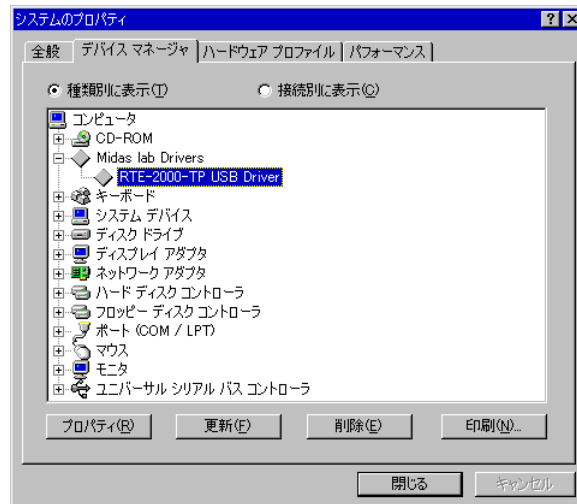 システムのプロパティ
全般 デバイス マネージャ ハードウェア プロファイル パフォーマンス
種類別に表示(T) 接続別に表示(C)
コンピュータ
CD-ROM
Midas lab Drivers
RTE-2000-TP USB Driver
キーボード
システム デバイス
ディスク ドライブ
ディスプレイ アダプタ
ネットワーク アダプタ
ハード ディスク コントローラ
フロッピー ディスク コントローラ
ポート (COM / LPT)
マウス
モニタ
ユニバーサル シリアル バス コントローラ
プロパティ(R) 更新(F) 削除(E) 印刷(N)...
閉じる キャンセル